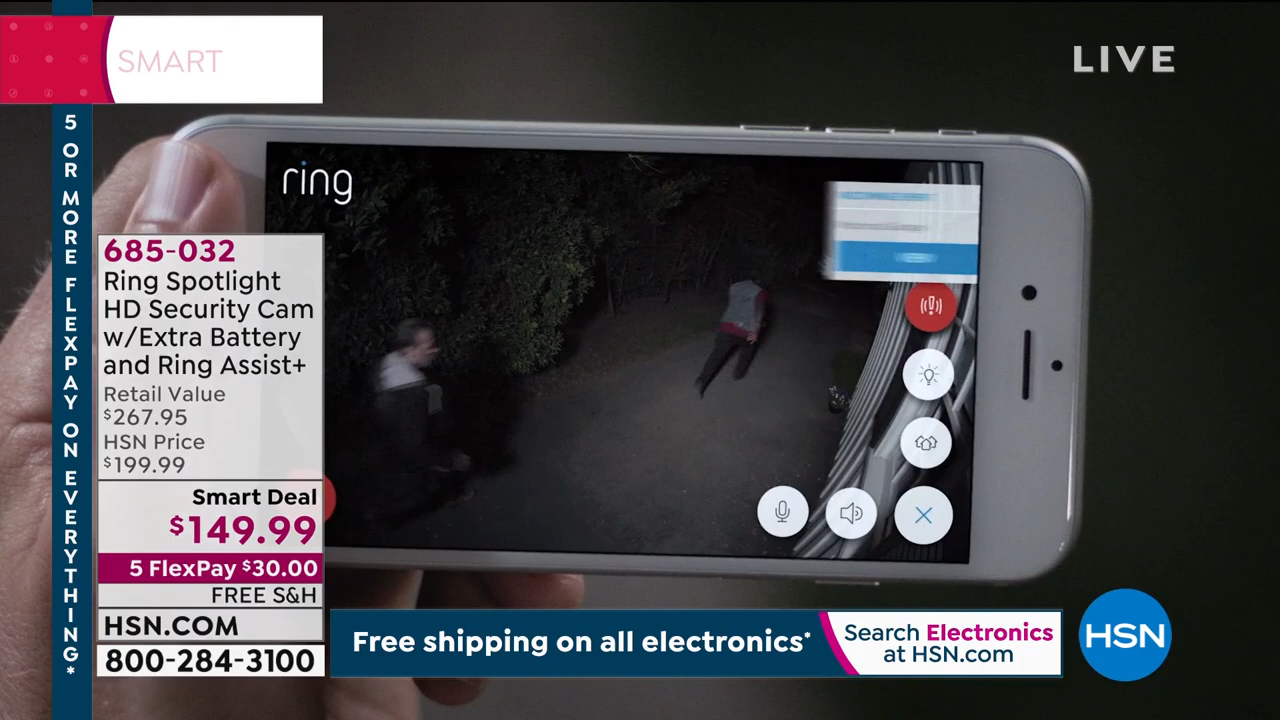 SMART
LIVE
5 OR MORE FLEXPAY ON EVERYTHING*
ring
685-032
Ring Spotlight
HD Security Cam
w/Extra Battery
and Ring Assist+
Retail Value
$267.95
HSN Price
$199.99
Smart Deal
$149.99
5 FlexPay $30.00
FREE S&H
HSN.COM
800-284-3100
Free shipping on all electronics*
Search Electronics
at HSN.com
HSN